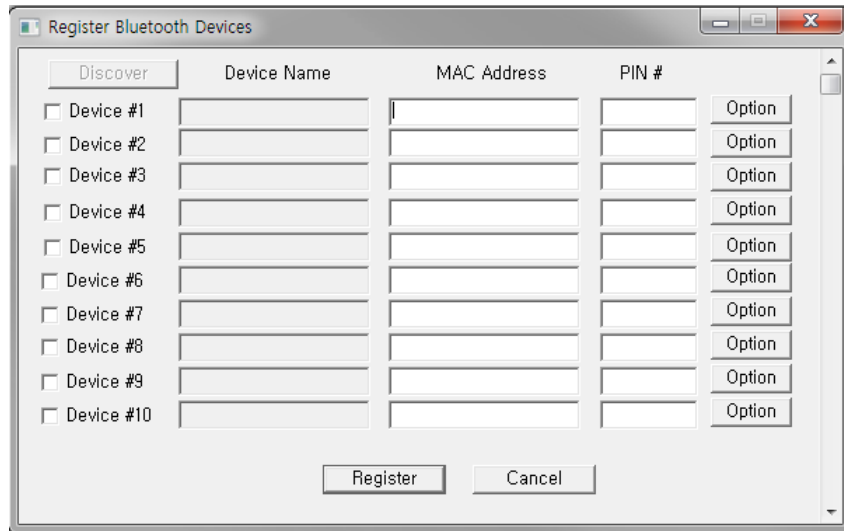 Register Bluetooth Devices
Discover Device Name MAC Address PIN #
Device #1 Option
Device #2 Option
Device #3 Option
Device #4 Option
Device #5 Option
Device #6 Option
Device #7 Option
Device #8 Option
Device #9 Option
Device #10 Option
Register Cancel